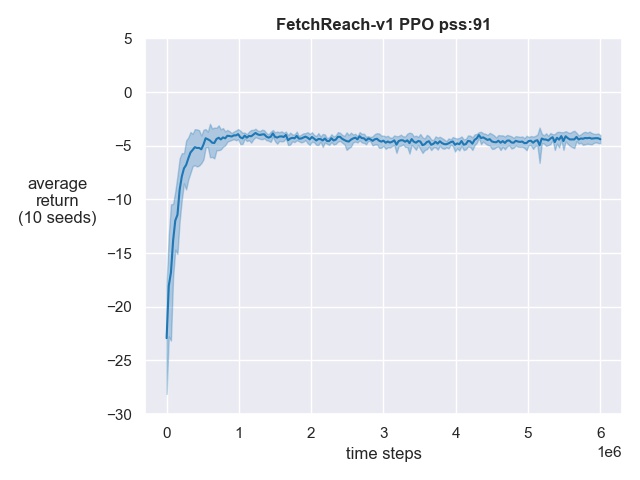 FetchReach-v1 PPO pss:91
5
0
−5
−10
−15
−20
−25
−30
average
return
(10 seeds)
0 1 2 3 4 5 6
1e6
time steps